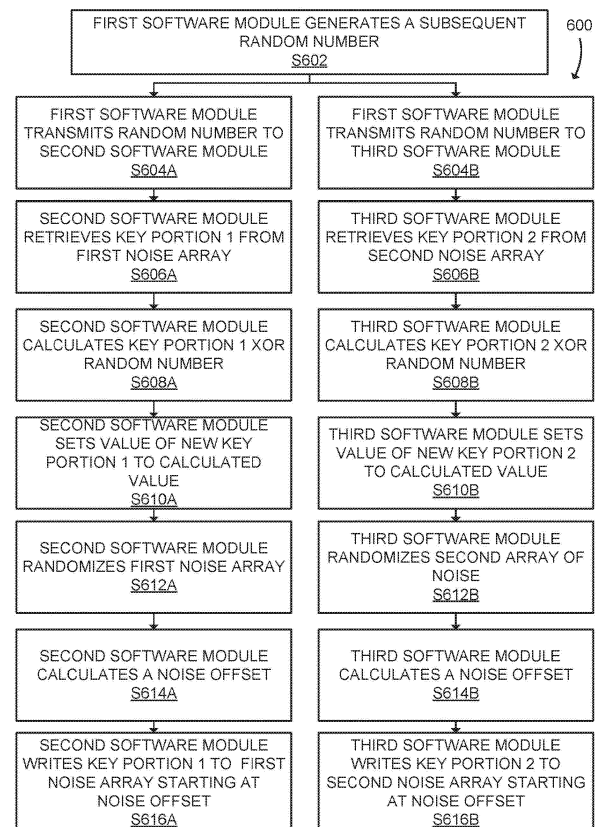 FIRST SOFTWARE MODULE GENERATES A SUBSEQUENT
RANDOM NUMBER
S602
600
FIRST SOFTWARE MODULE
TRANSMITS RANDOM NUMBER TO
SECOND SOFTWARE MODULE
S604A
FIRST SOFTWARE MODULE
TRANSMITS RANDOM NUMBER TO
THIRD SOFTWARE MODULE
S604B
SECOND SOFTWARE MODULE
RETRIEVES KEY PORTION 1 FROM
FIRST NOISE ARRAY
S606A
THIRD SOFTWARE MODULE
RETRIEVES KEY PORTION 2 FROM
SECOND NOISE ARRAY
S606B
SECOND SOFTWARE MODULE
CALCULATES KEY PORTION 1 XOR
RANDOM NUMBER
S608A
THIRD SOFTWARE MODULE
CALCULATES KEY PORTION 2 XOR
RANDOM NUMBER
S608B
SECOND SOFTWARE MODULE
SETS VALUE OF NEW KEY
PORTION 1 TO CALCULATED
VALUE
S610A
THIRD SOFTWARE MODULE SETS
VALUE OF NEW KEY PORTION 2
TO CALCULATED VALUE
S610B
SECOND SOFTWARE MODULE
RANDOMIZES FIRST NOISE ARRAY
S612A
THIRD SOFTWARE MODULE
RANDOMIZES SECOND ARRAY OF
NOISE
S612B
SECOND SOFTWARE MODULE
CALCULATES A NOISE OFFSET
S614A
THIRD SOFTWARE MODULE
CALCULATES A NOISE OFFSET
S614B
SECOND SOFTWARE MODULE
WRITES KEY PORTION 1 TO FIRST
NOISE ARRAY STARTING AT
NOISE OFFSET
S616A
THIRD SOFTWARE MODULE
WRITES KEY PORTION 2 TO
SECOND NOISE ARRAY STARTING
AT NOISE OFFSET
S616B